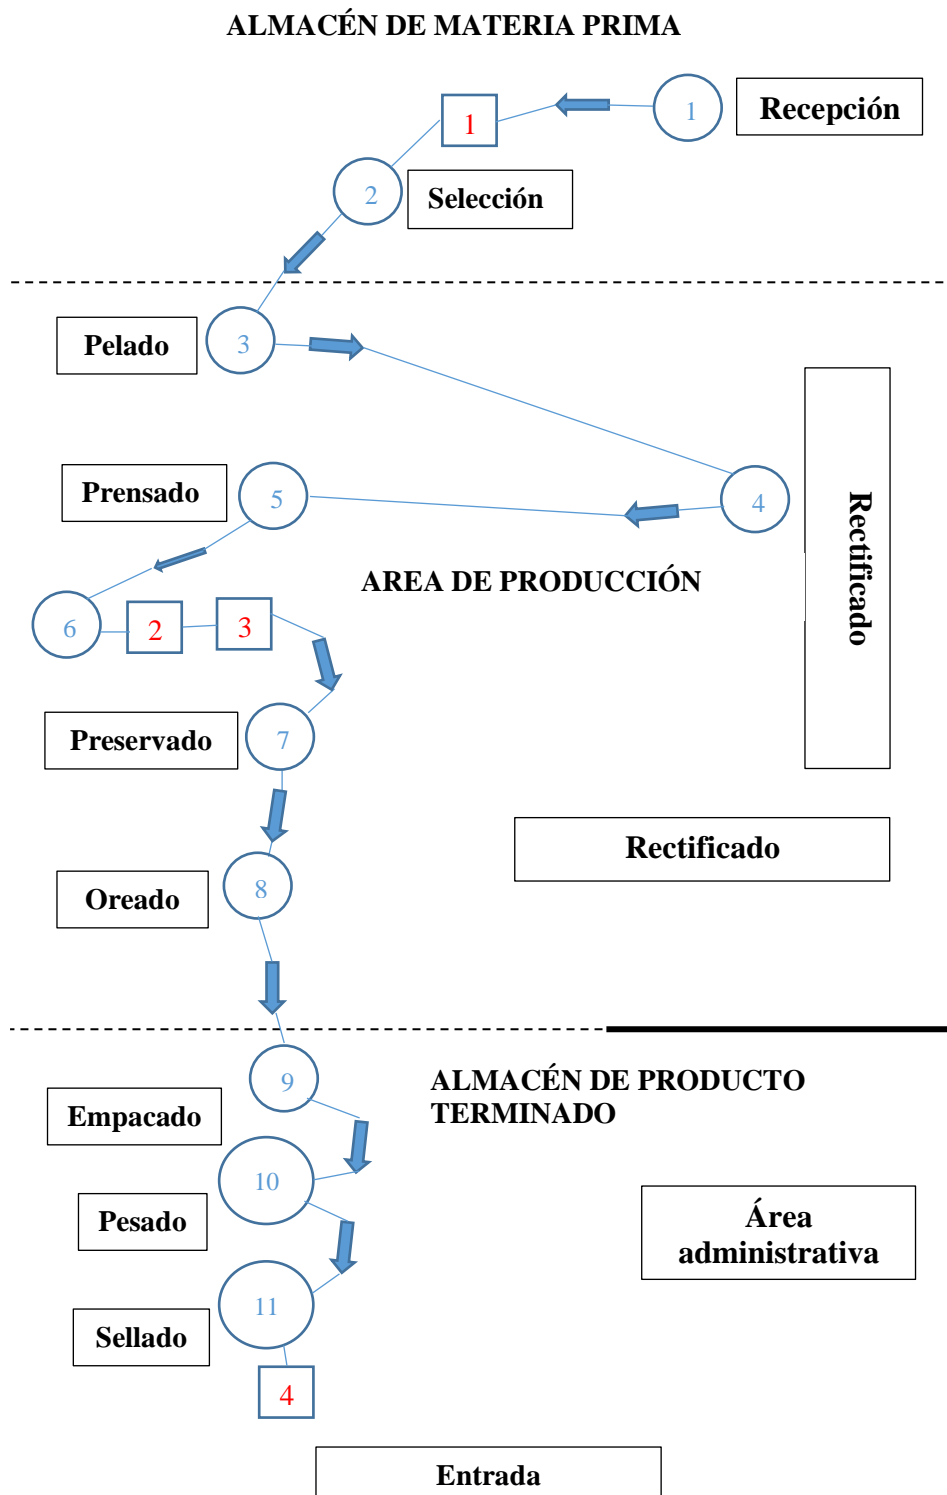 ALMACÉN DE MATERIA PRIMA
1
1
Recepción
2
Selección
Pelado
3
Prensado
5
4
Rectificado
AREA DE PRODUCCIÓN
6
2
3
Preservado
7
Rectificado
Oreado
8
9
ALMACÉN DE PRODUCTO
TERMINADO
Empacado
10
Pesado
Área
administrativa
11
Sellado
4
Entrada